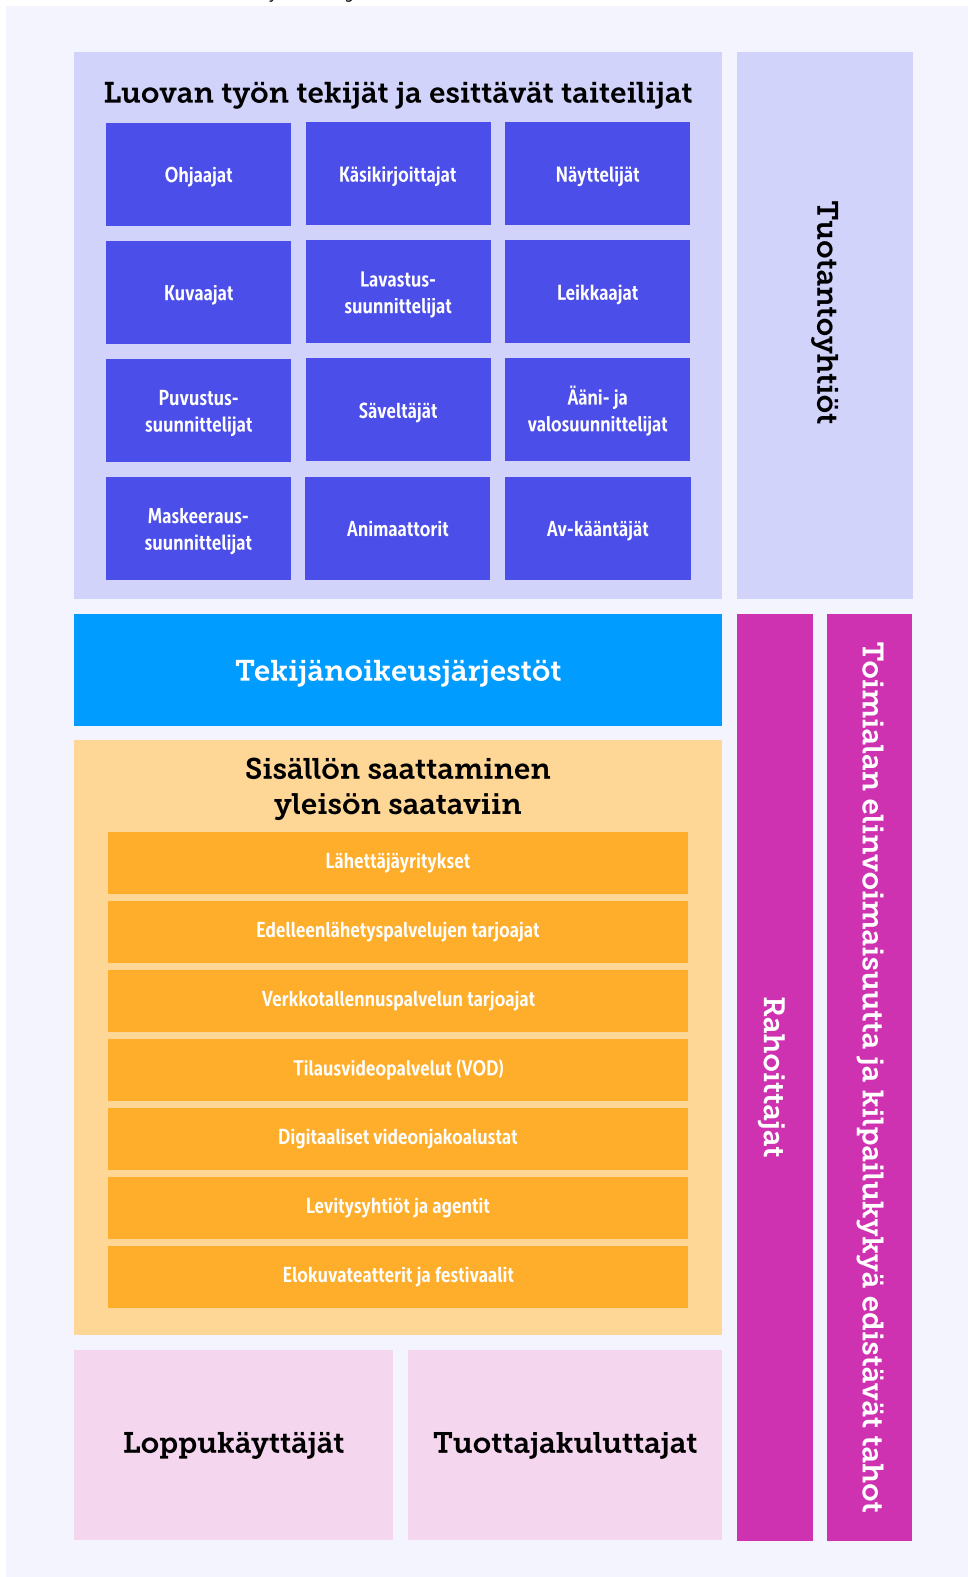 Luovan työn tekijät ja esittävät taiteilijat
Ohjaajat
Käsikirjoittajat
Näyttelijät
Kuvaajat
Lavastus-
suunnittelijat
Leikkaajat
Puvustus-
suunnittelijat
Säveltäjät
Ääni- ja
valosuunnittelijat
Maskeeraus-
suunnittelijat
Animaattorit
Av-kääntäjät
Tuotantoyhtiöt
Tekijänoikeusjärjestöt
Sisällön saattaminen
yleisön saataviin
Lähettäjäyritykset
Edelleenlähetyspalvelujen tarjoajat
Verkkotallennuspalvelun tarjoajat
Tilausvideopalvelut (VOD)
Digitaaliset videonjakoalustat
Levitysyhtiöt ja agentit
Elokuvateatterit ja festivaalit
Rahoittajat
Toimialan elinvoimaisuutta ja kilpailukykyä edistävät tahot
Loppukäyttäjät
Tuottajakuluttajat